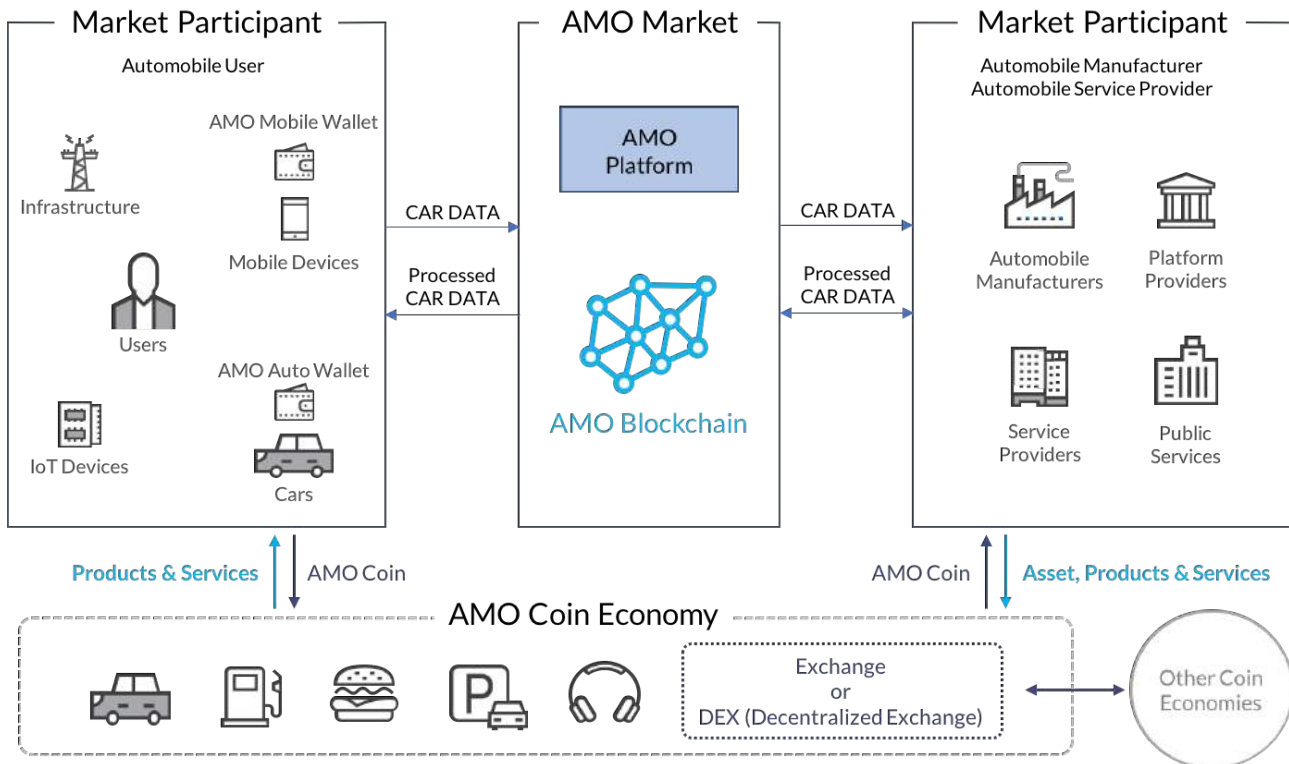 Market Participant
Automobile User
Infrastructure
AMO Mobile Wallet
Mobile Devices
Users
AMO Auto Wallet
IoT Devices
Cars
CAR DATA
Processed
CAR DATA
AMO Market
AMO
Platform
AMO Blockchain
CAR DATA
Processed
CAR DATA
Market Participant
Automobile Manufacturer
Automobile Service Provider
Automobile
Manufacturers
Platform
Providers
Service
Providers
Public
Services
Products & Services
AMO Coin
AMO Coin
Asset, Products & Services
AMO Coin Economy
P
Exchange
or
DEX (Decentralized Exchange)
Other Coin
Economies